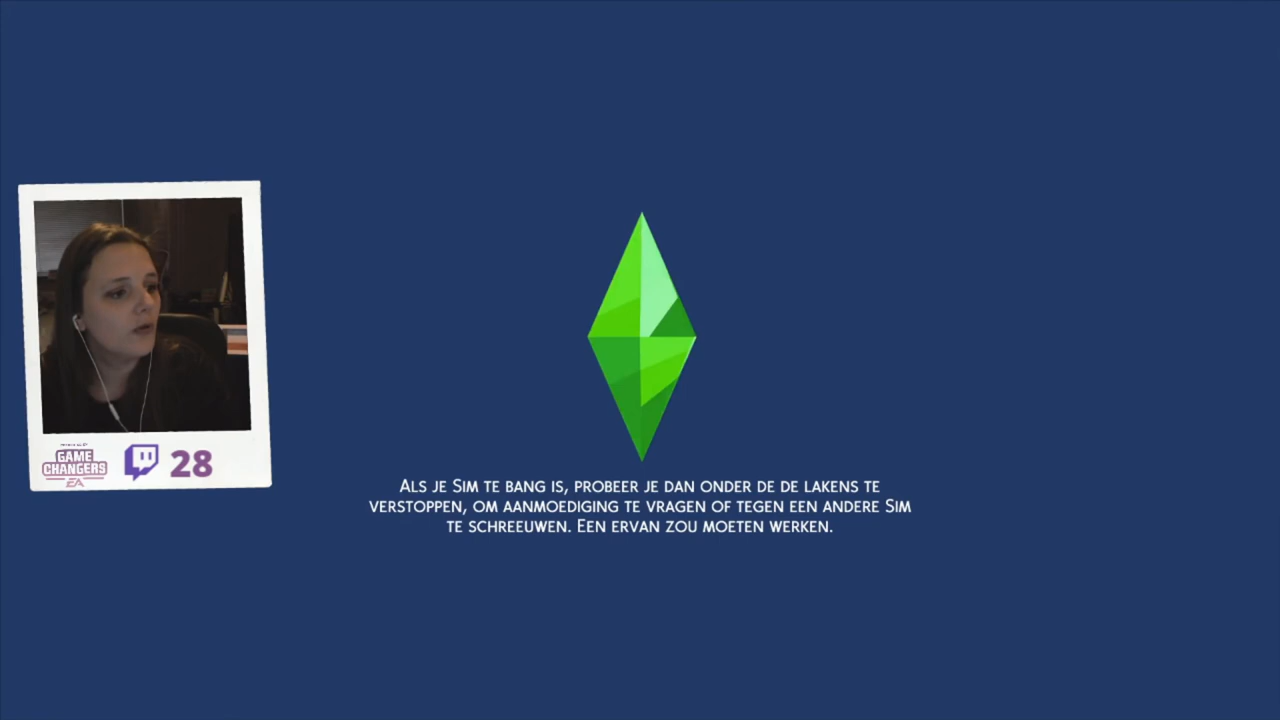 GAME
CHANGERS
EA
28
Als je Sim te bang is, probeer je dan onder de de lakens te
verstoppen, om aanmoediging te vragen of tegen een andere Sim
te schreeuwen. Een ervan zou moeten werken.